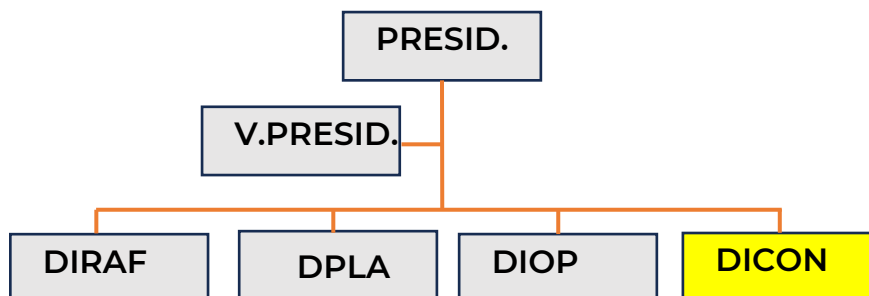 PRESID.
V.PRESID.
DIRAF
DPLA
DIOP
DICON